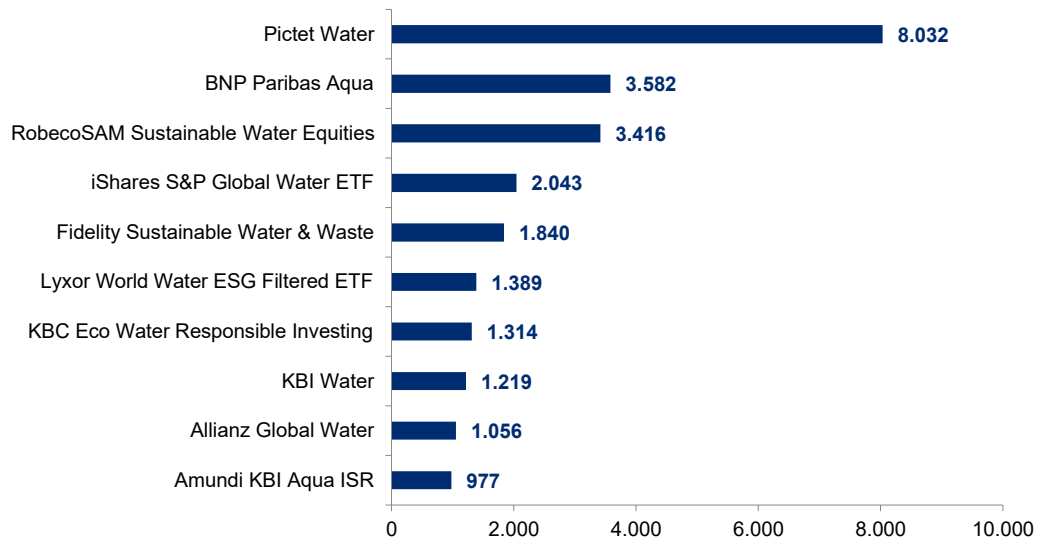 Pictet Water 8.032
BNP Paribas Aqua 3.582
RobecoSAM Sustainable Water Equities 3.416
iShares S&P Global Water ETF 2.043
Fidelity Sustainable Water & Waste 1.840
Lyxor World Water ESG Filtered ETF 1.389
KBC Eco Water Responsible Investing 1.314
KBI Water 1.219
Allianz Global Water 1.056
Amundi KBI Aqua ISR 977
0 2.000 4.000 6.000 8.000 10.000